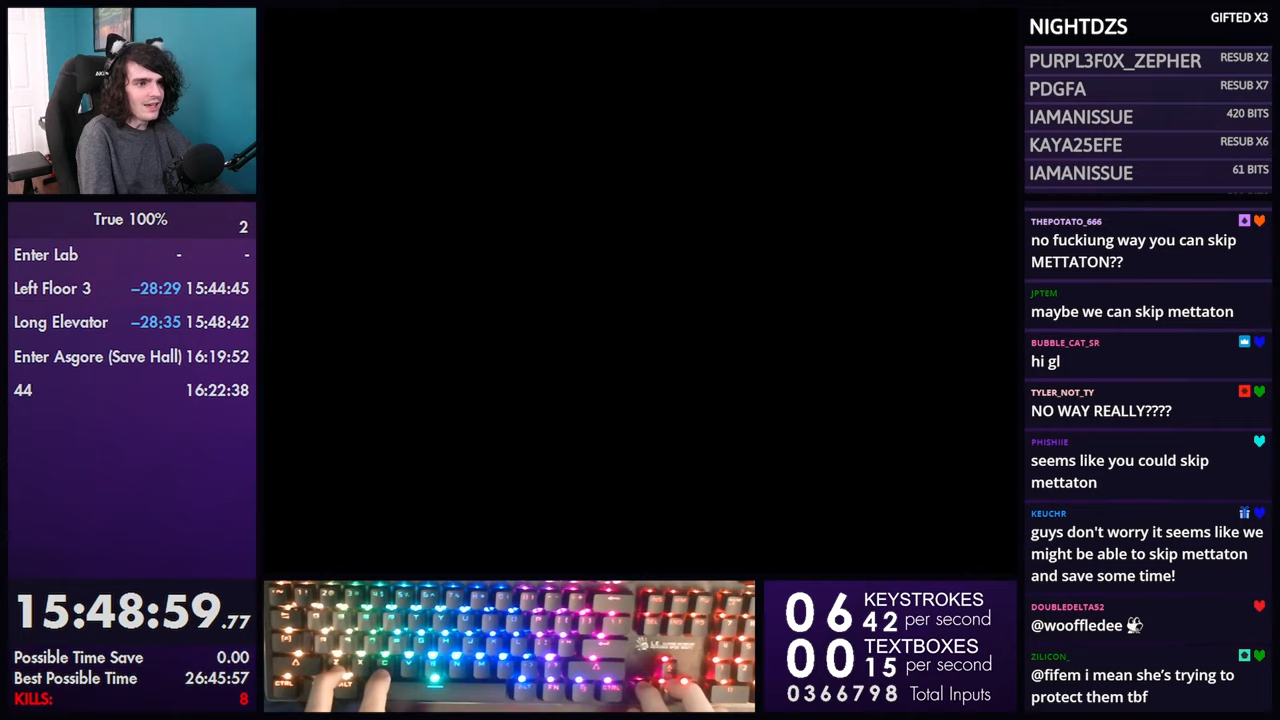 NIGHTDZS GIFTED X3
PURPL3F0X_ZEPHER RESUB X2
PDGFA RESUB X7
IAMANISSUE 420 BITS
KAYA25EFE RESUB X6
IAMANISSUE 61 BITS
True 100% 2
Enter Lab - -
Left Floor 3 −28:29 15:44:45
Long Elevator −28:35 15:48:42
Enter Asgore (Save Hall) 16:19:52
44 16:22:38
15:48:59.77
Possible Time Save 0.00
Best Possible Time 26:45:57
KILLS: 8
06 KEYSTROKES
42 per second
00 TEXTBOXES
15 per second
0366798 Total Inputs
THEPOTATO_666
no fuckiung way you can skip
METTATON??
JPTEM
maybe we can skip mettaton
BUBBLE_CAT_SR
hi gl
TYLER_NOT_TY
NO WAY REALLY????
PHISHIIE
seems like you could skip
mettaton
KEUCHR
guys don't worry it seems like we
might be able to skip mettaton
and save some time!
DOUBLEDELTA52
@wooffledee
ZILICON_
@fifem i mean she's trying to
protect them tbf